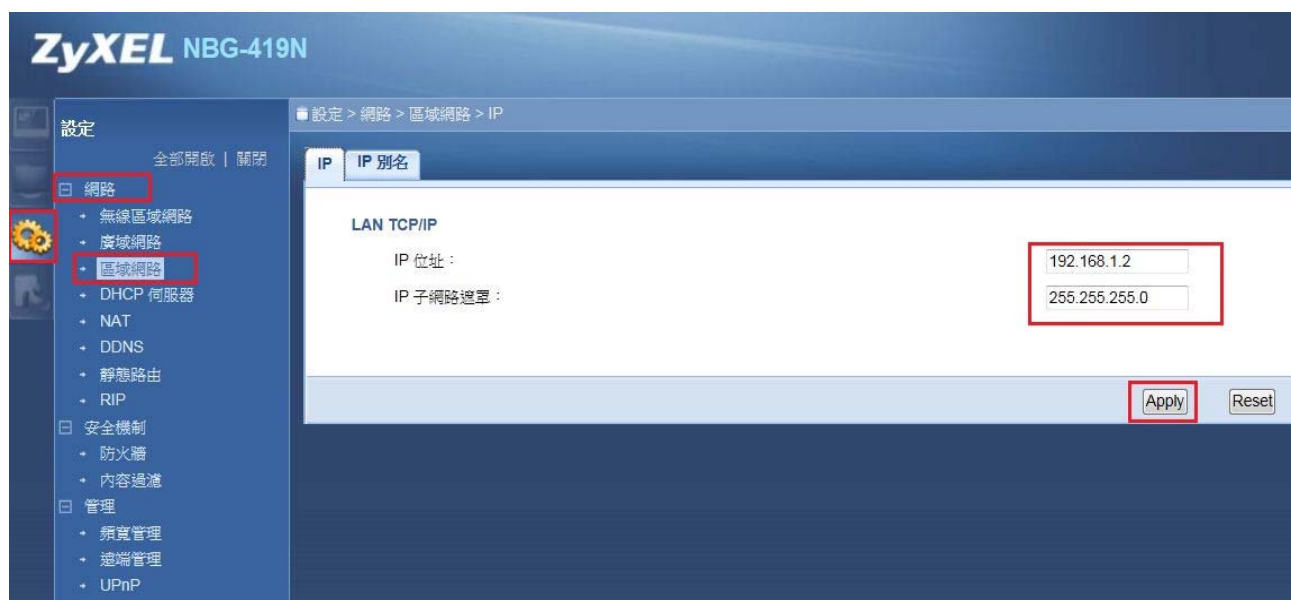 ZyXEL NBG-419N
設定
全部開啟 | 關閉
網路
無線區域網路
廣域網路
區域網路
DHCP 伺服器
NAT
DDNS
靜態路由
RIP
安全機制
防火牆
內容過濾
管理
頻寬管理
遠端管理
UPnP
設定 > 網路 > 區域網路 > IP
IP
IP 別名
LAN TCP/IP
IP 位址：
192.168.1.2
IP 子網路遮罩：
255.255.255.0
Apply
Reset